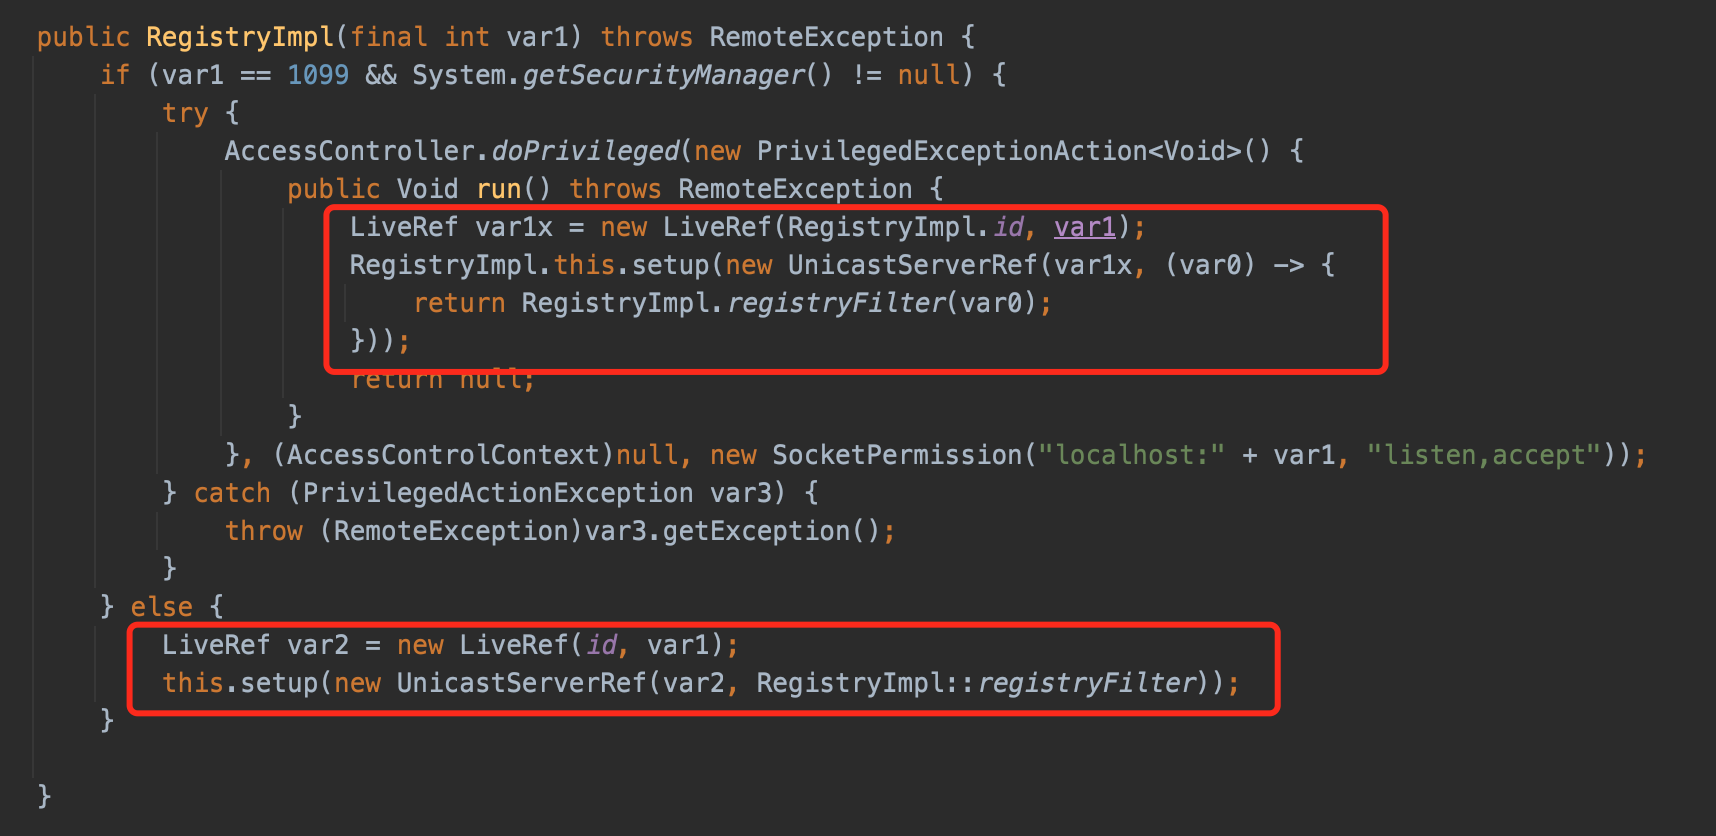 public RegistryImpl(final int var1) throws RemoteException {
if (var1 == 1099 && System.getSecurityManager() != null) {
try {
AccessController.doPrivileged(new PrivilegedExceptionAction<Void>() {
public Void run() throws RemoteException {
LiveRef var1x = new LiveRef(RegistryImpl.id, var1);
RegistryImpl.this.setup(new UnicastServerRef(var1x, (var0) -> {
return RegistryImpl.registryFilter(var0);
}));
return null;
}
}, (AccessControlContext)null, new SocketPermission("localhost:" + var1, "listen,accept"));
} catch (PrivilegedActionException var3) {
throw (RemoteException)var3.getException();
}
} else {
LiveRef var2 = new LiveRef(id, var1);
this.setup(new UnicastServerRef(var2, RegistryImpl::registryFilter));
}
}